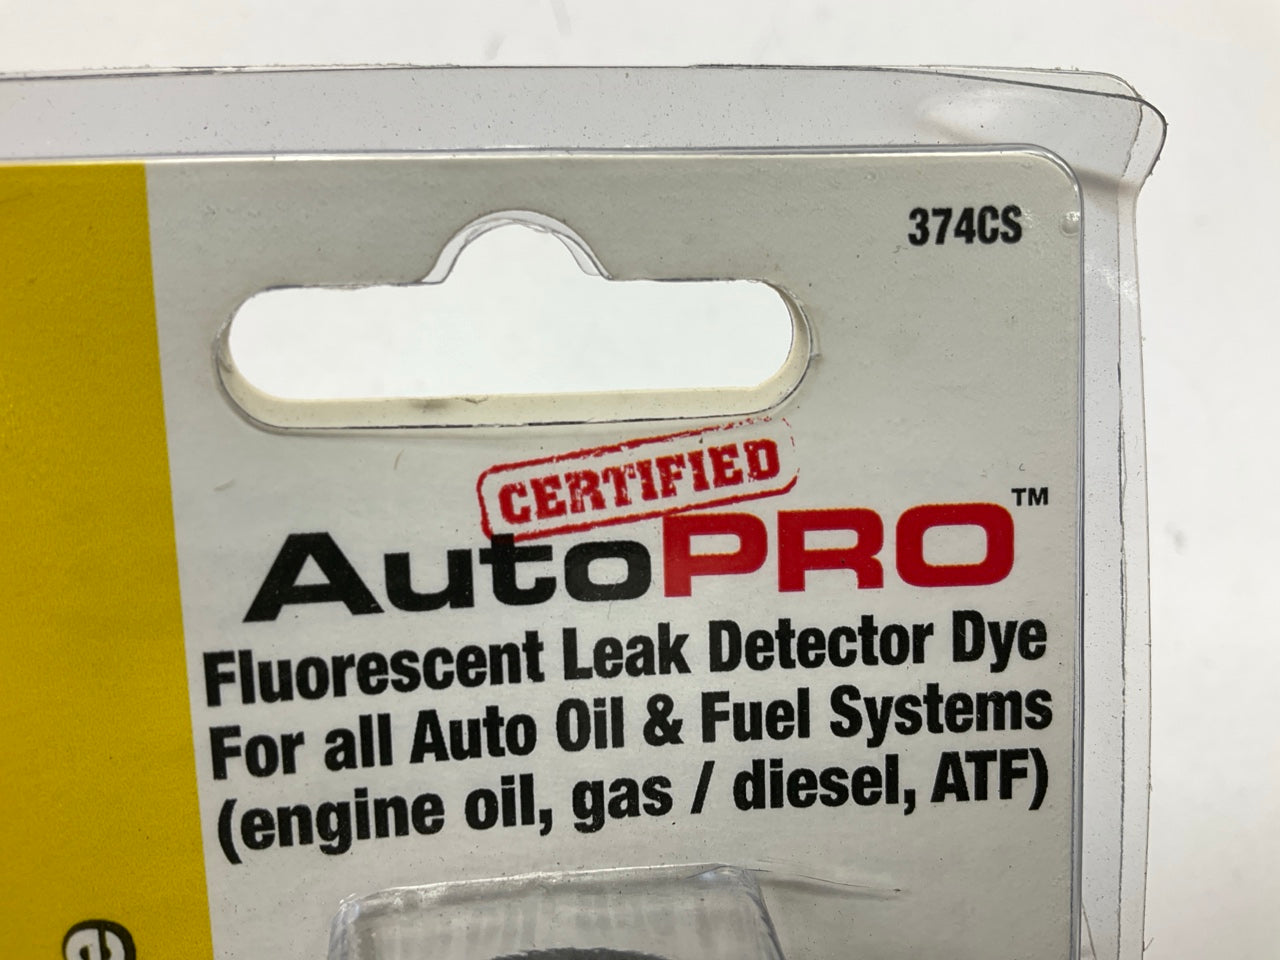 374CS
CERTIFIED
AutoPRO™
Fluorescent Leak Detector Dye
For all Auto Oil & Fuel Systems
(engine oil, gas / diesel, ATF)
e